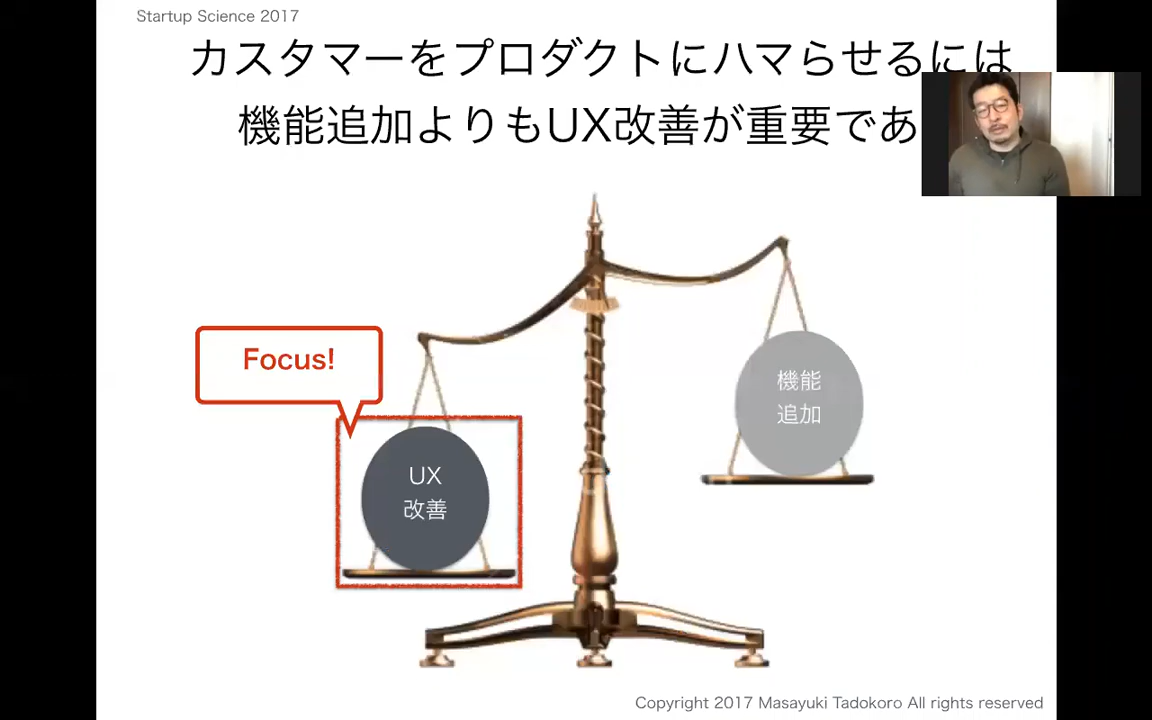 Startup Science 2017
カスタマーをプロダクトにハマらせるには
機能追加よりもUX改善が重要であ
Focus!
機能
追加
UX
改善
Copyright 2017 Masayuki Tadokoro All rights reserved